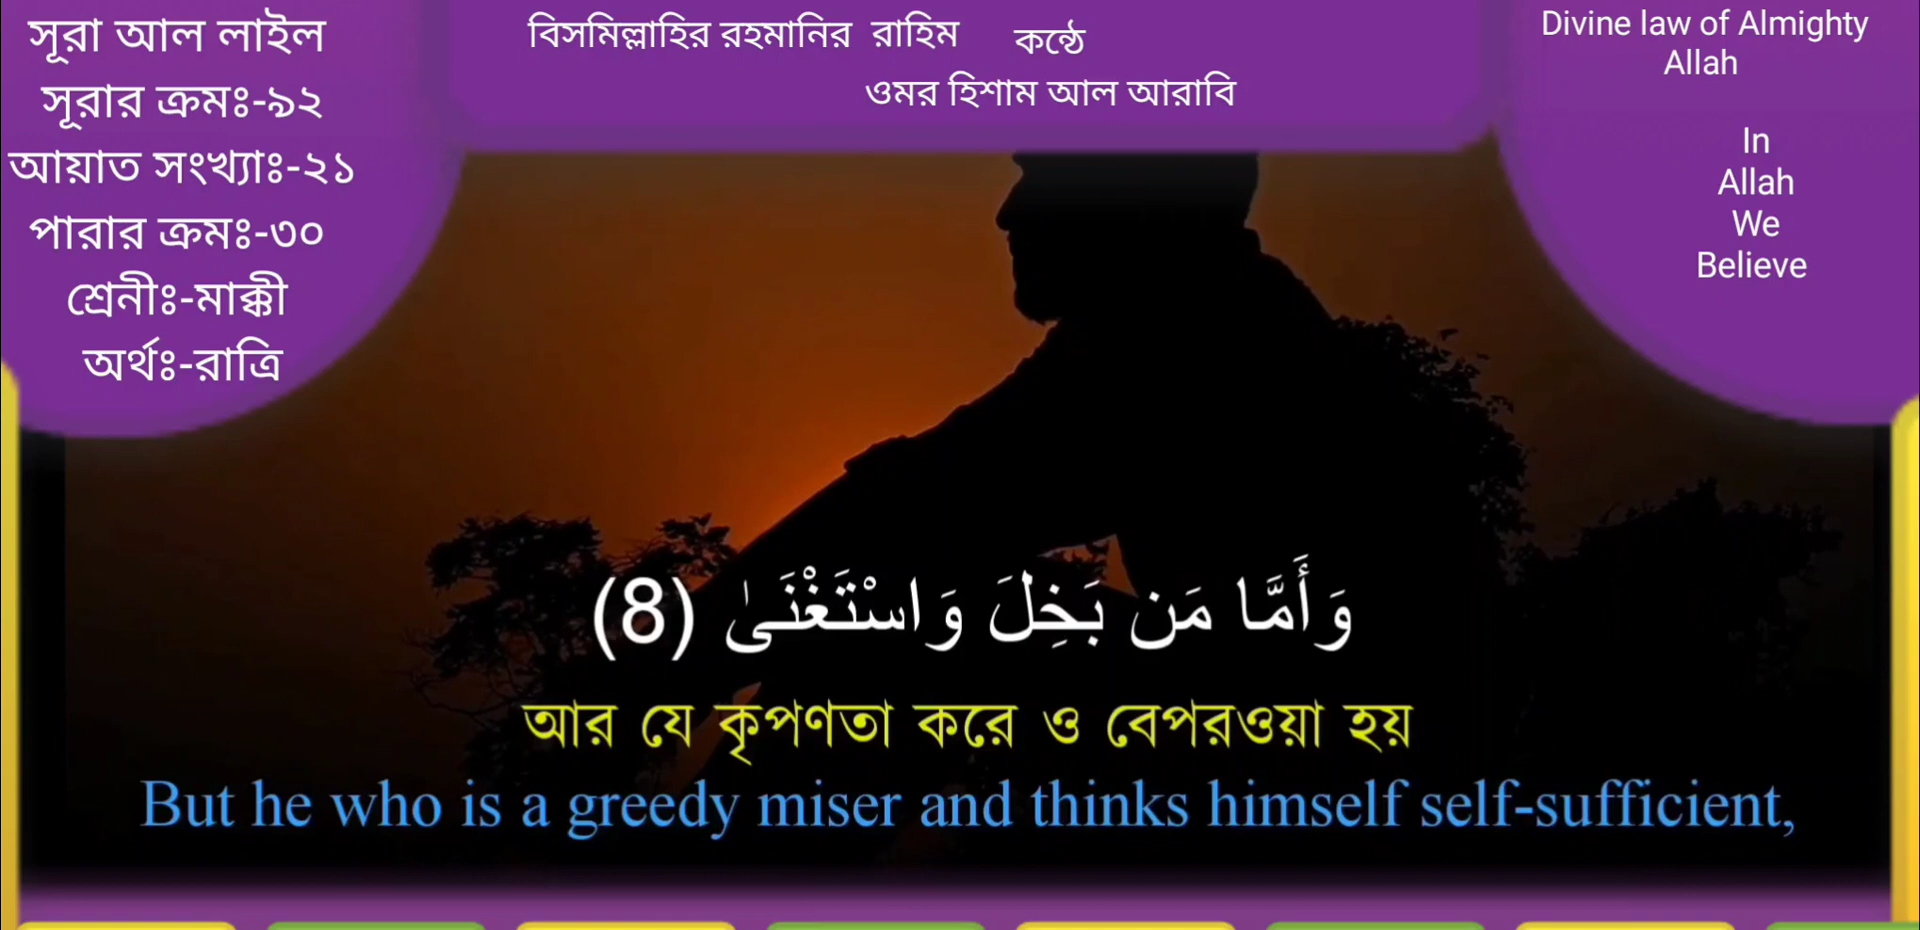 সূরা আল লাইল
সূরার ক্রমঃ-৯২
আয়াত সংখ্যাঃ-২১
পারার ক্রমঃ-৩০
শ্রেনীঃ-মাক্কী
অর্থঃ-রাত্রি
বিসমিল্লাহির রহমানির রাহিম কন্ঠে
ওমর হিশাম আল আরাবি
Divine law of Almighty
Allah
In
Allah
We
Believe
وَأَمَّا مَن بَخِلَ وَاسْتَغْنَىٰ (8)
আর যে কৃপণতা করে ও বেপরওয়া হয়
But he who is a greedy miser and thinks himself self-sufficient,